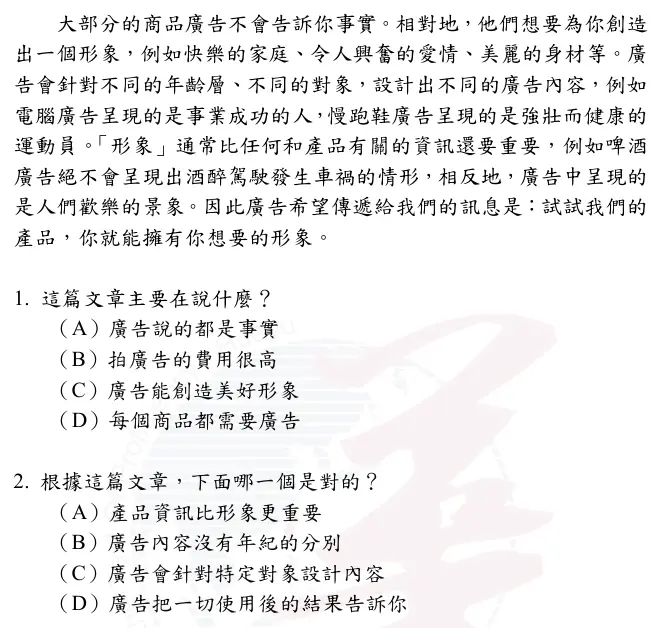 大部分的商品廣告不會告訴你事實。相對地，他們想要為你創造
出一個形象，例如快樂的家庭、令人興奮的愛情、美麗的身材等。廣
告會針對不同的年齡層、不同的對象，設計出不同的廣告內容，例如
電腦廣告呈現的是事業成功的人，慢跑鞋廣告呈現的是強壯而健康的
運動員。「形象」通常比任何和產品有關的資訊還要重要，例如啤酒
廣告絕不會呈現出酒醉駕駛發生車禍的情形，相反地，廣告中呈現的
是人們歡樂的景象。因此廣告希望傳遞給我們的訊息是：試試我們的
產品，你就能擁有你想要的形象。
1. 這篇文章主要在說什麼？
（A）廣告說的都是事實
（B）拍廣告的費用很高
（C）廣告能創造美好形象
（D）每個商品都需要廣告
2. 根據這篇文章，下面哪一個是對的？
（A）產品資訊比形象更重要
（B）廣告內容沒有年紀的分別
（C）廣告會針對特定對象設計內容
（D）廣告把一切使用後的結果告訴你